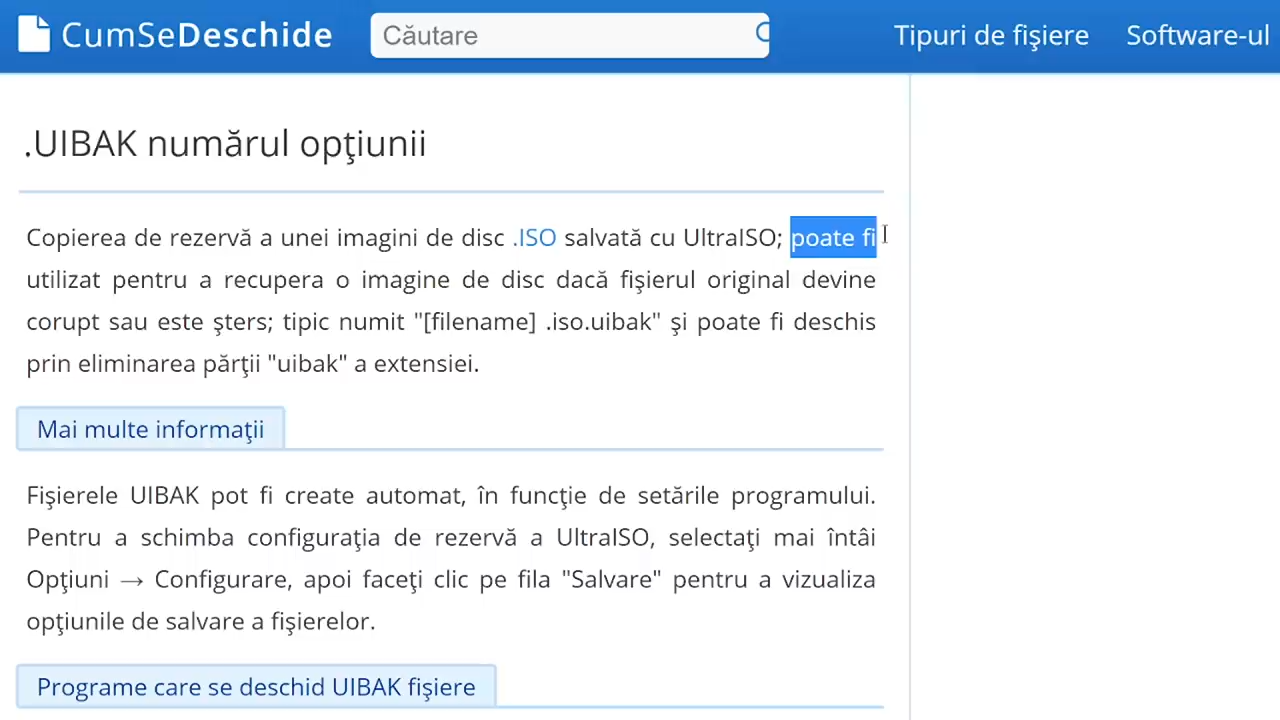 CumSeDeschide Căutare Tipuri de fişiere Software-ul
.UIBAK numărul opţiunii
Copierea de rezervă a unei imagini de disc .ISO salvată cu UltraISO; poate fi
utilizat pentru a recupera o imagine de disc dacă fişierul original devine
corupt sau este şters; tipic numit "[filename] .iso.uibak" şi poate fi deschis
prin eliminarea părţii "uibak" a extensiei.
Mai multe informaţii
Fişierele UIBAK pot fi create automat, în funcţie de setările programului.
Pentru a schimba configuraţia de rezervă a UltraISO, selectaţi mai întâi
Opţiuni → Configurare, apoi faceţi clic pe fila "Salvare" pentru a vizualiza
opţiunile de salvare a fişierelor.
Programe care se deschid UIBAK fişiere